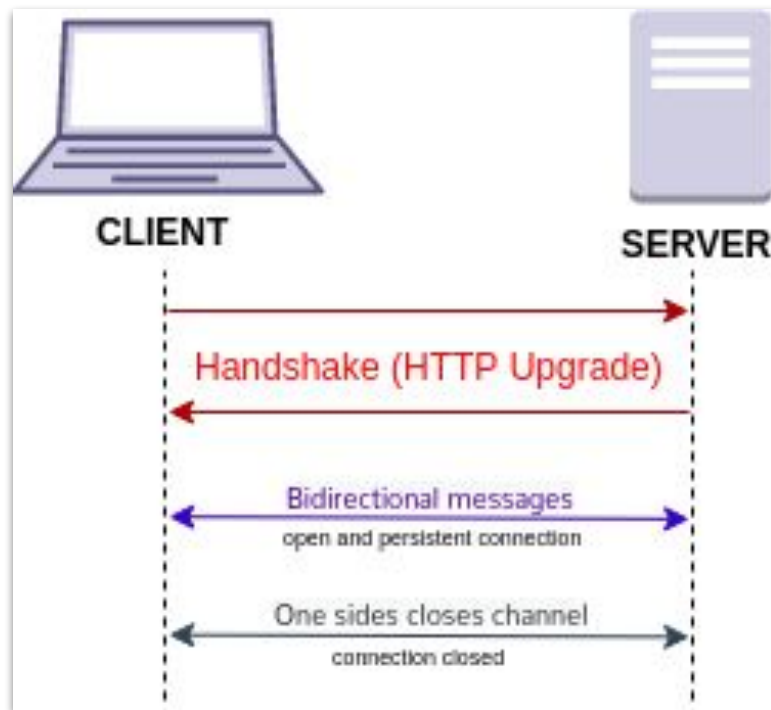 CLIENT
SERVER
Handshake (HTTP Upgrade)
Bidirectional messages
open and persistent connection
One sides closes channel
connection closed